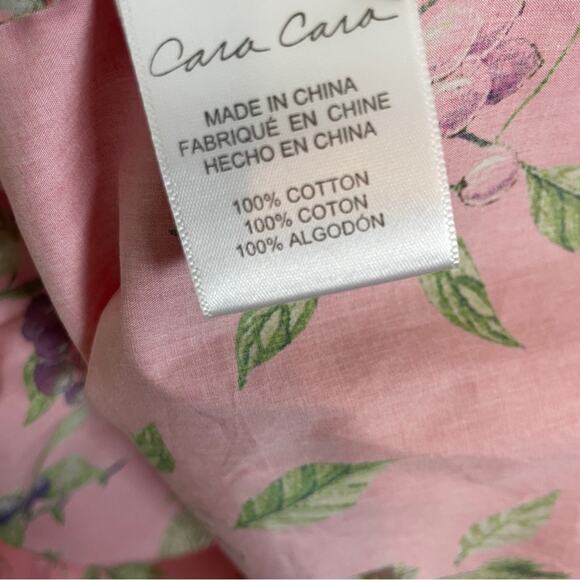 Cara Cara
MADE IN CHINA
FABRIQUÉ EN CHINE
HECHO EN CHINA
100% COTTON
100% COTON
100% ALGODÓN